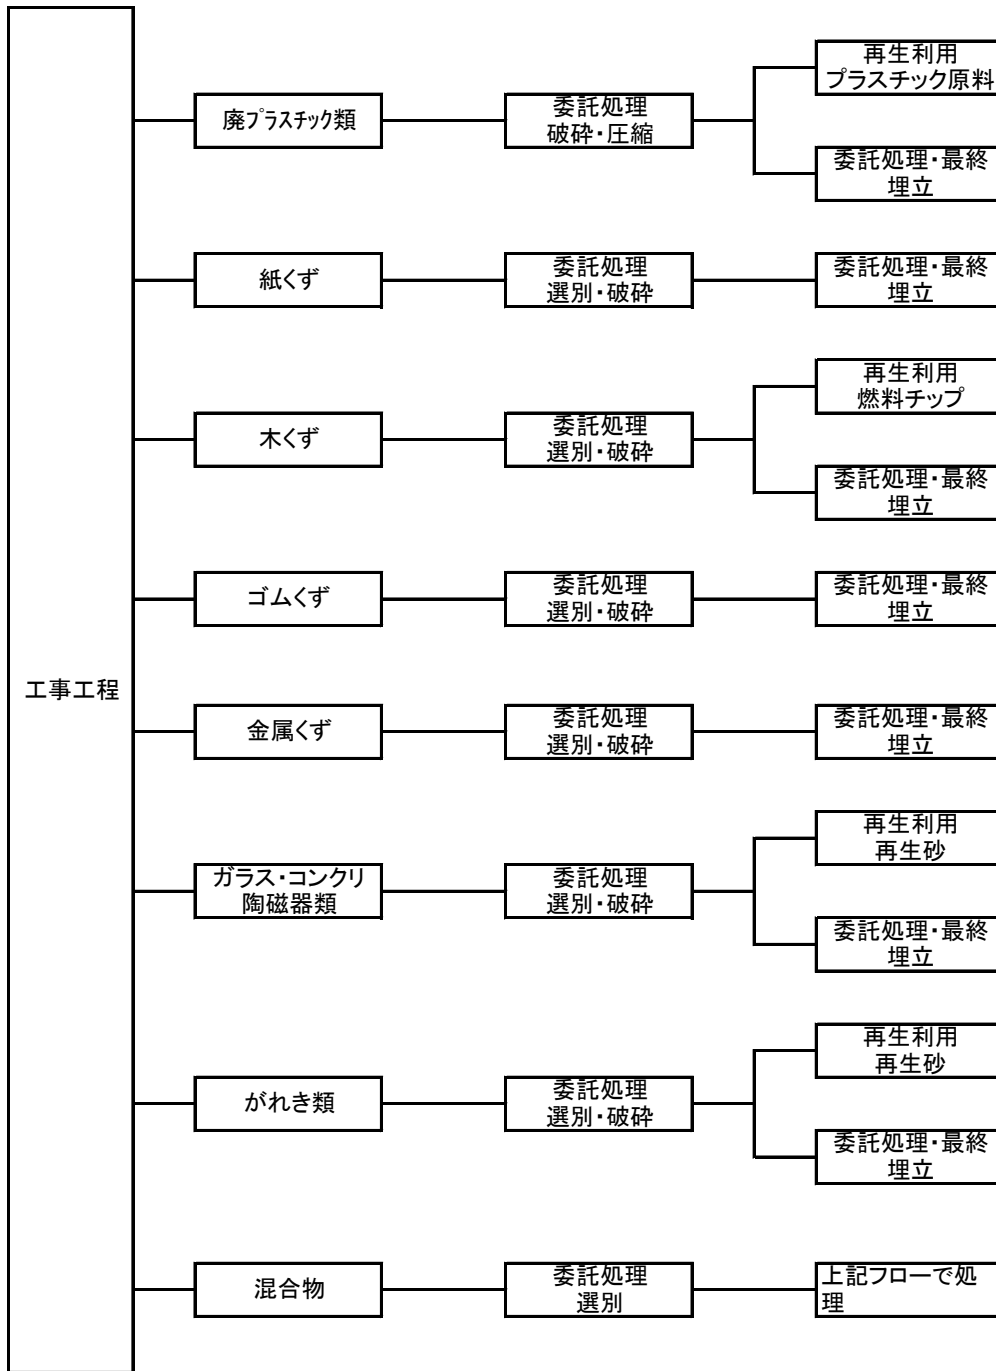 工事工程
廃プラスチック類
委託処理
破砕・圧縮
再生利用
プラスチック原料
委託処理・最終
埋立
紙くず
委託処理
選別・破砕
委託処理・最終
埋立
木くず
委託処理
選別・破砕
再生利用
燃料チップ
委託処理・最終
埋立
ゴムくず
委託処理
選別・破砕
委託処理・最終
埋立
金属くず
委託処理
選別・破砕
委託処理・最終
埋立
ガラス・コンクリ
陶磁器類
委託処理
選別・破砕
再生利用
再生砂
委託処理・最終
埋立
がれき類
委託処理
選別・破砕
再生利用
再生砂
委託処理・最終
埋立
混合物
委託処理
選別
上記フローで処
理